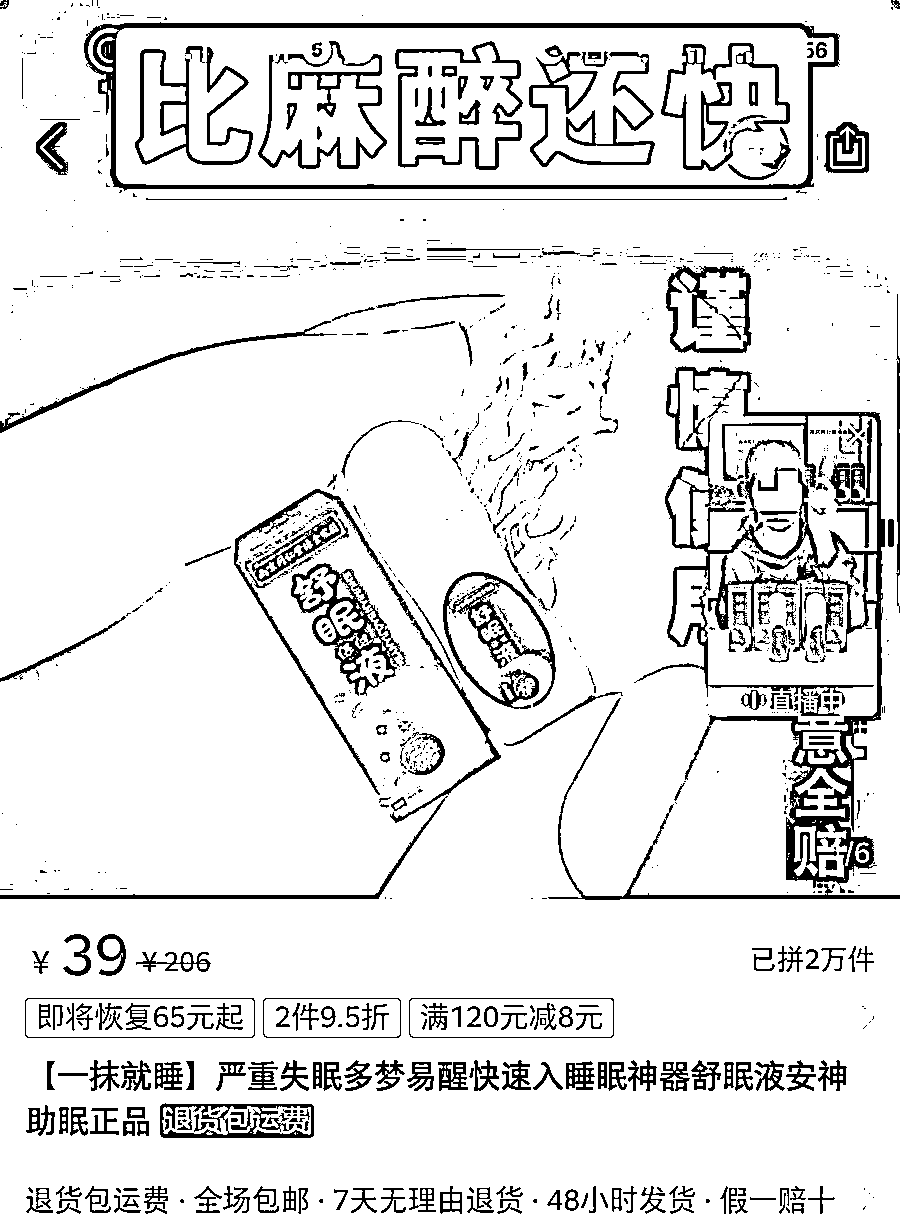 比麻醉还快
舒眠液
直播中
意全赔
/6
¥39 ¥206
已拼2万件
即将恢复65元起 2件9.5折 满120元减8元
【一抹就睡】严重失眠多梦易醒快速入睡眠神器舒眠液安神
助眠正品 退货包运费
退货包运费 · 全场包邮 · 7天无理由退货 · 48小时发货 · 假一赔十